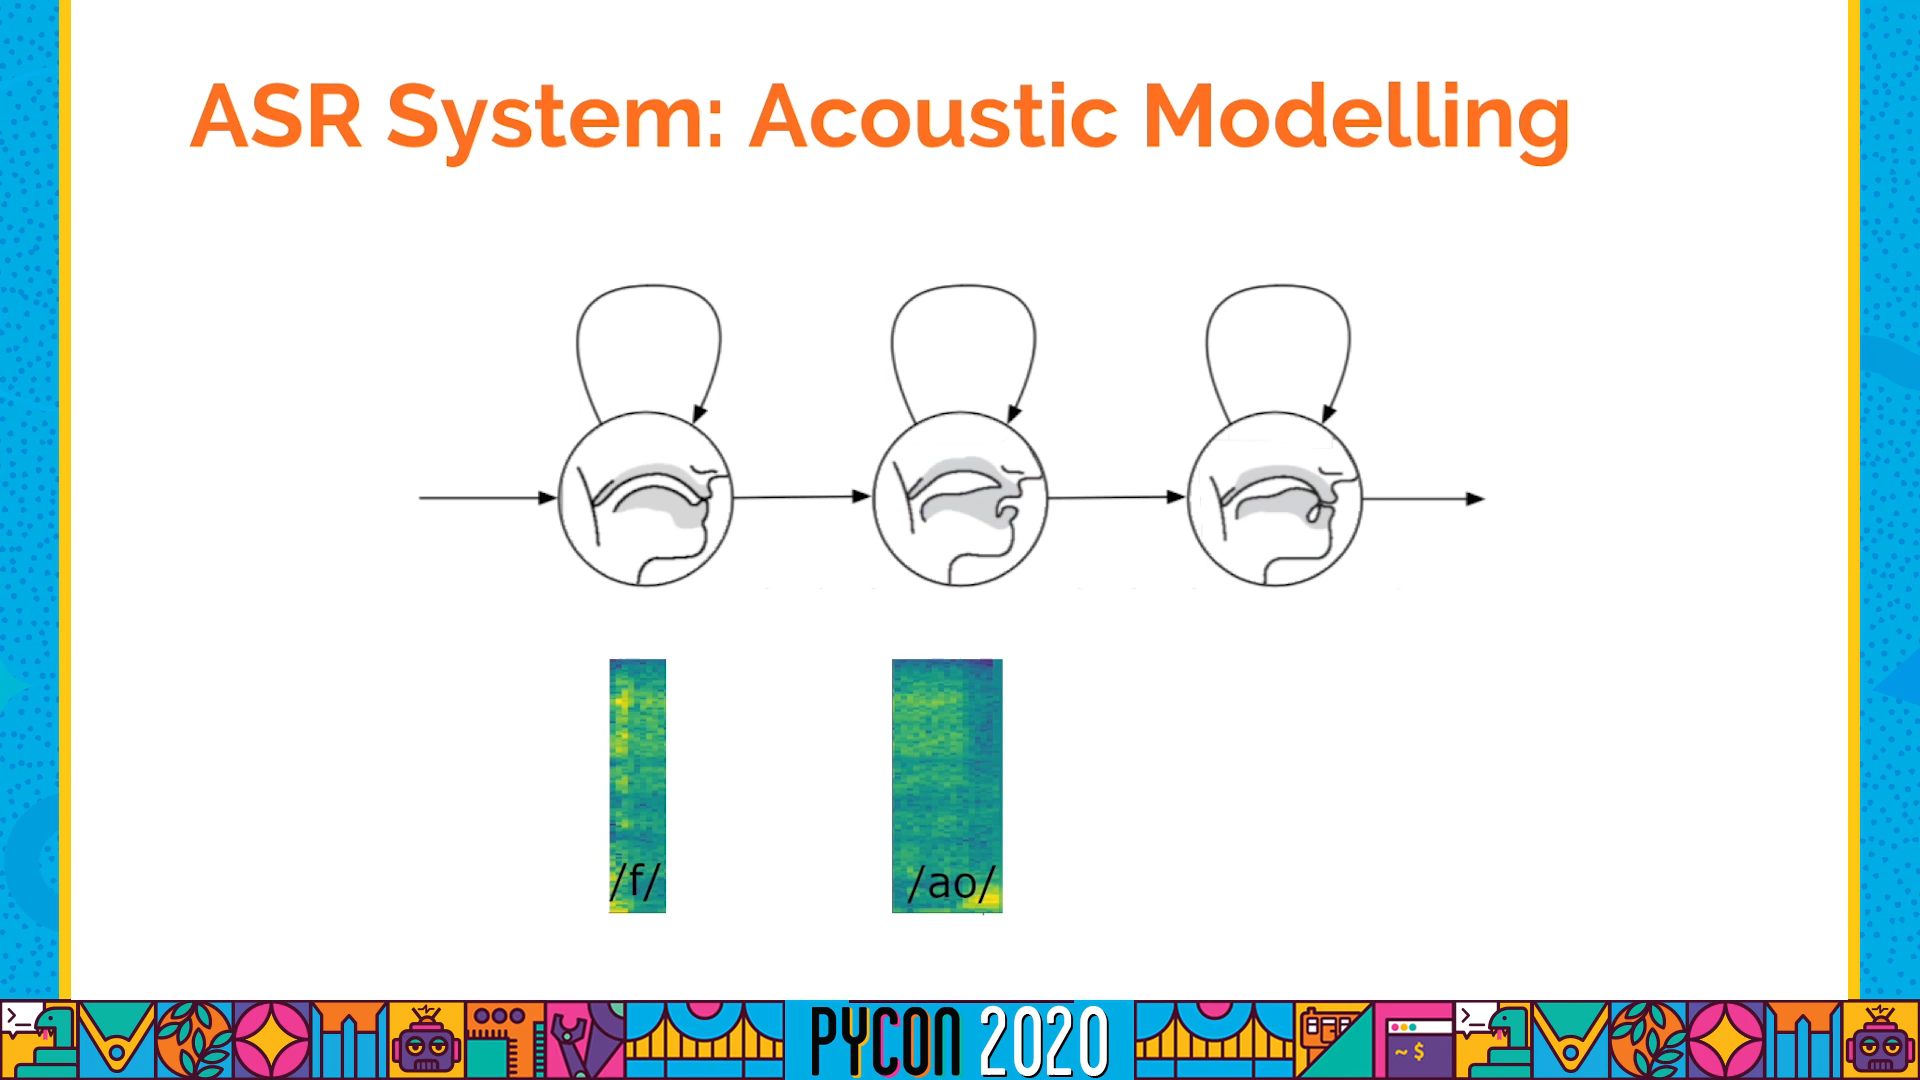 ASR System: Acoustic Modelling
/f/
/ao/
>_
PYCON 2020
~ $
>_